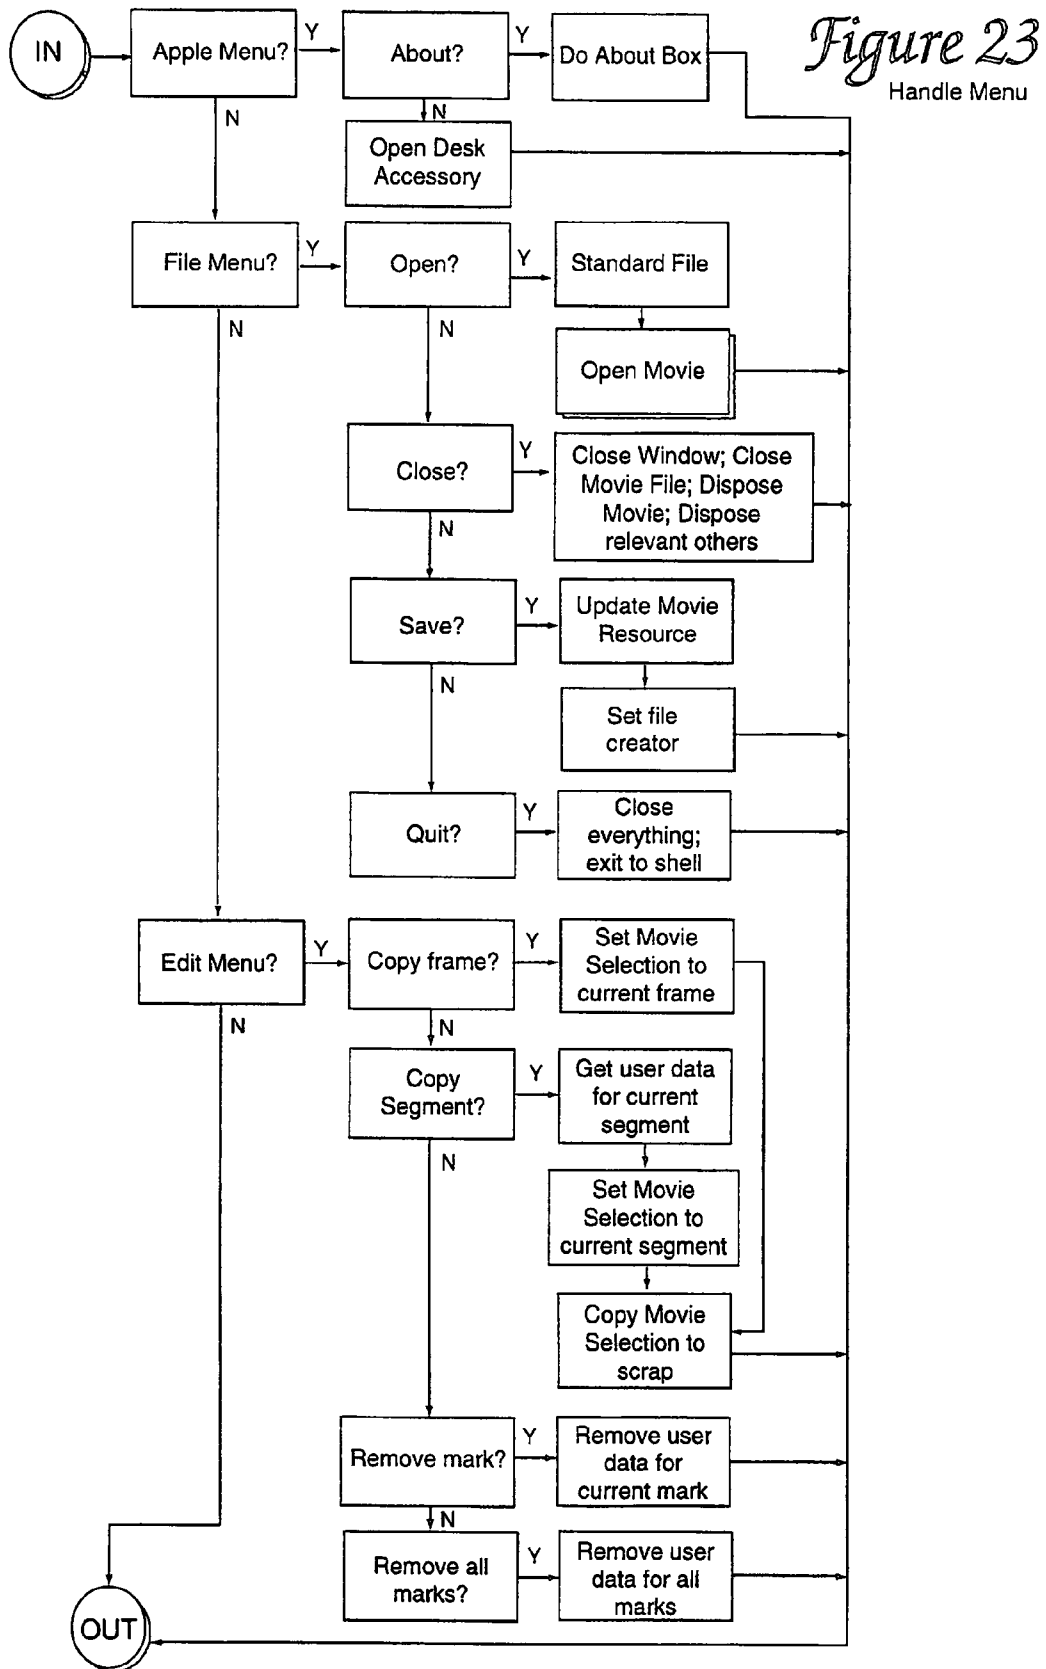 Figure 23
Handle Menu
IN
Apple Menu?
Y
About?
Y
Do About Box
N
N
Open Desk
Accessory
File Menu?
Y
Open?
Y
Standard File
N
N
Open Movie
Close?
Y
Close Window; Close
Movie File; Dispose
Movie; Dispose
relevant others
N
Save?
Y
Update Movie
Resource
N
Set file
creator
Quit?
Y
Close
everything;
exit to shell
Edit Menu?
Y
Copy frame?
Y
Set Movie
Selection to
current frame
N
N
Copy
Segment?
Y
Get user data
for current
segment
N
Set Movie
Selection to
current segment
Copy Movie
Selection to
scrap
Remove mark?
Y
Remove user
data for
current mark
N
Remove all
marks?
Y
Remove user
data for all
marks
OUT